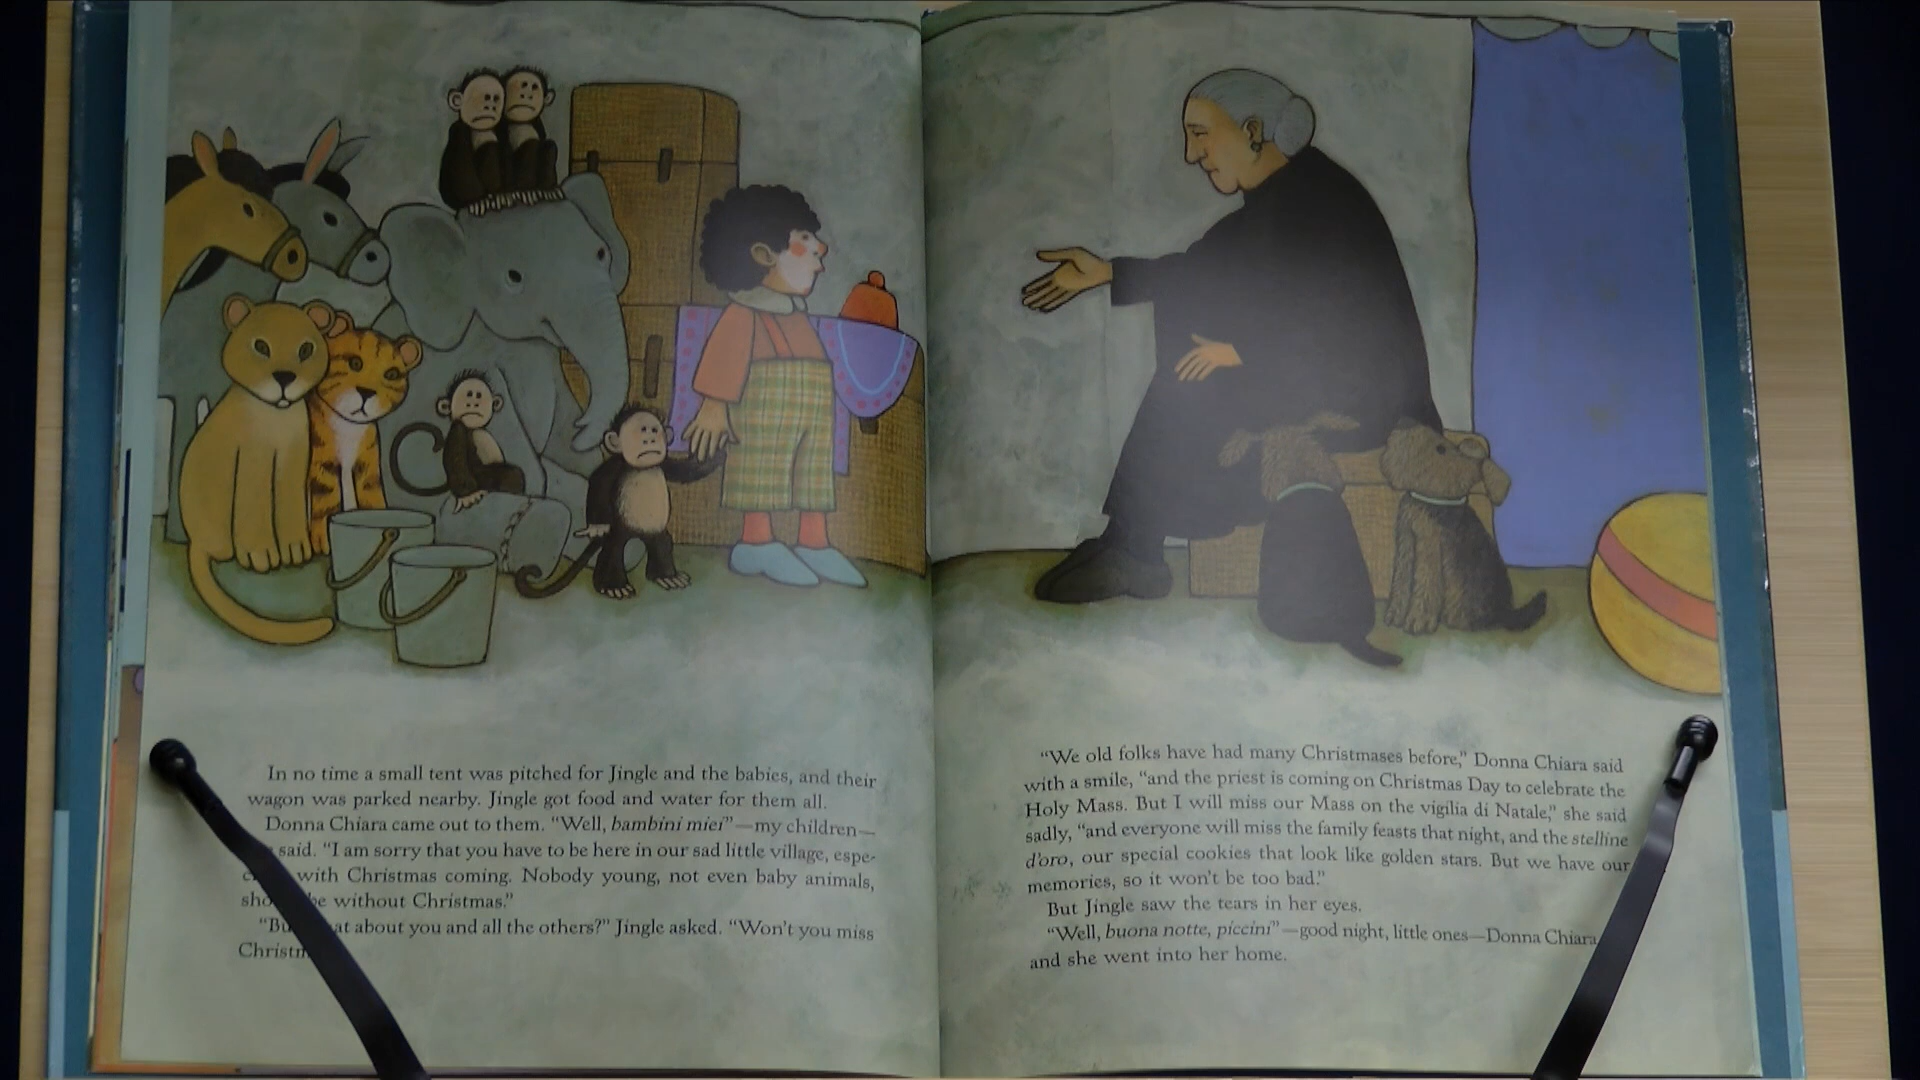 In no time a small tent was pitched for Jingle and the babies, and their
wagon was parked nearby. Jingle got food and water for them all.
Donna Chiara came out to them. “Well, bambini miei”—my children—
said. “I am sorry that you have to be here in our sad little village, espe-
with Christmas coming. Nobody young, not even baby animals,
be without Christmas.”
about you and all the others?” Jingle asked. “Won’t you miss
“We old folks have had many Christmases before,” Donna Chiara said
with a smile, “and the priest is coming on Christmas Day to celebrate the
Holy Mass. But I will miss our Mass on the vigilia di Natale,” she said
sadly, “and everyone will miss the family feasts that night, and the stelline
d’oro, our special cookies that look like golden stars. But we have our
memories, so it won’t be too bad.”
But Jingle saw the tears in her eyes.
“Well, buona notte, piccini”—good night, little ones—Donna Chiara
and she went into her home.